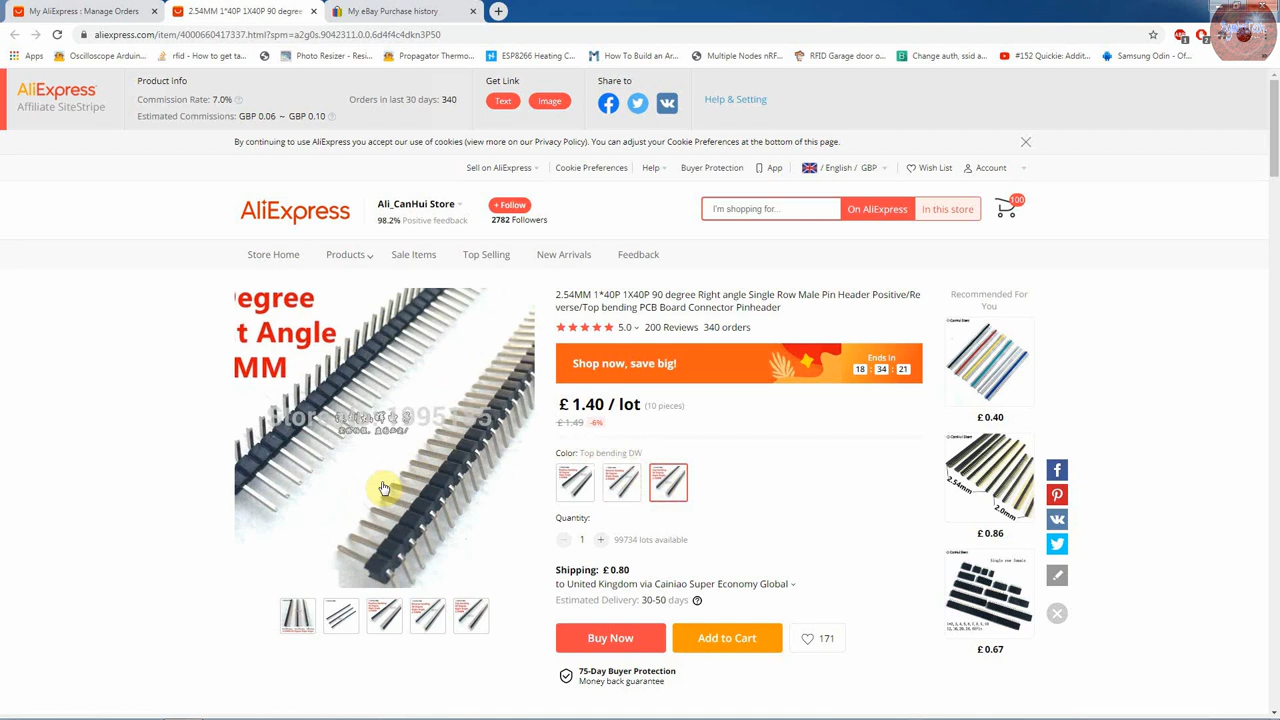 My AliExpress : Manage Orders
2.54MM 1*40P 1X40P 90 degree
My eBay Purchase history
aliexpress.com/item/4000660417337.html?spm=a2g0s.9042311.0.0.6d4f4c4dkn3P50
Apps
Oscilloscope Arduin...
rfid - How to get ta...
Photo Resizer - Resi...
Propagator Thermo...
ESP8266 Heating C...
How To Build an Ar...
Multiple Nodes nRF...
RFID Garage door o...
Change auth, ssid a...
#152 Quickie: Addit...
Samsung Odin - Of...
AliExpress
Affiliate SiteStripe
Product Info
Commission Rate: 7.0%
Orders in last 30 days: 340
Estimated Commissions: GBP 0.06 ~ GBP 0.10
Get Link
Text
Image
Share to
Help & Setting
By continuing to use AliExpress you accept our use of cookies (view more on our Privacy Policy). You can adjust your Cookie Preferences at the bottom of this page.
Sell on AliExpress
Cookie Preferences
Help
Buyer Protection
App
/ English / GBP
Wish List
Account
AliExpress
Ali_CanHui Store
98.2% Positive feedback
+ Follow
2782 Followers
I'm shopping for...
On AliExpress
In this store
100
Store Home
Products
Sale Items
Top Selling
New Arrivals
Feedback
egree
t Angle
MM
2.54MM 1*40P 1X40P 90 degree Right angle Single Row Male Pin Header Positive/Re
verse/Top bending PCB Board Connector Pinheader
5.0
200 Reviews
340 orders
Shop now, save big!
Ends in
18 : 34 : 21
£ 1.40 / lot (10 pieces)
£ 1.49 -6%
Color: Top bending DW
Quantity:
1
99734 lots available
Shipping: £ 0.80
to United Kingdom via Cainiao Super Economy Global
Estimated Delivery: 30-50 days
Buy Now
Add to Cart
171
75-Day Buyer Protection
Money back guarantee
Recommended For
You
£ 0.40
2.54mm
2.0mm
£ 0.86
£ 0.67